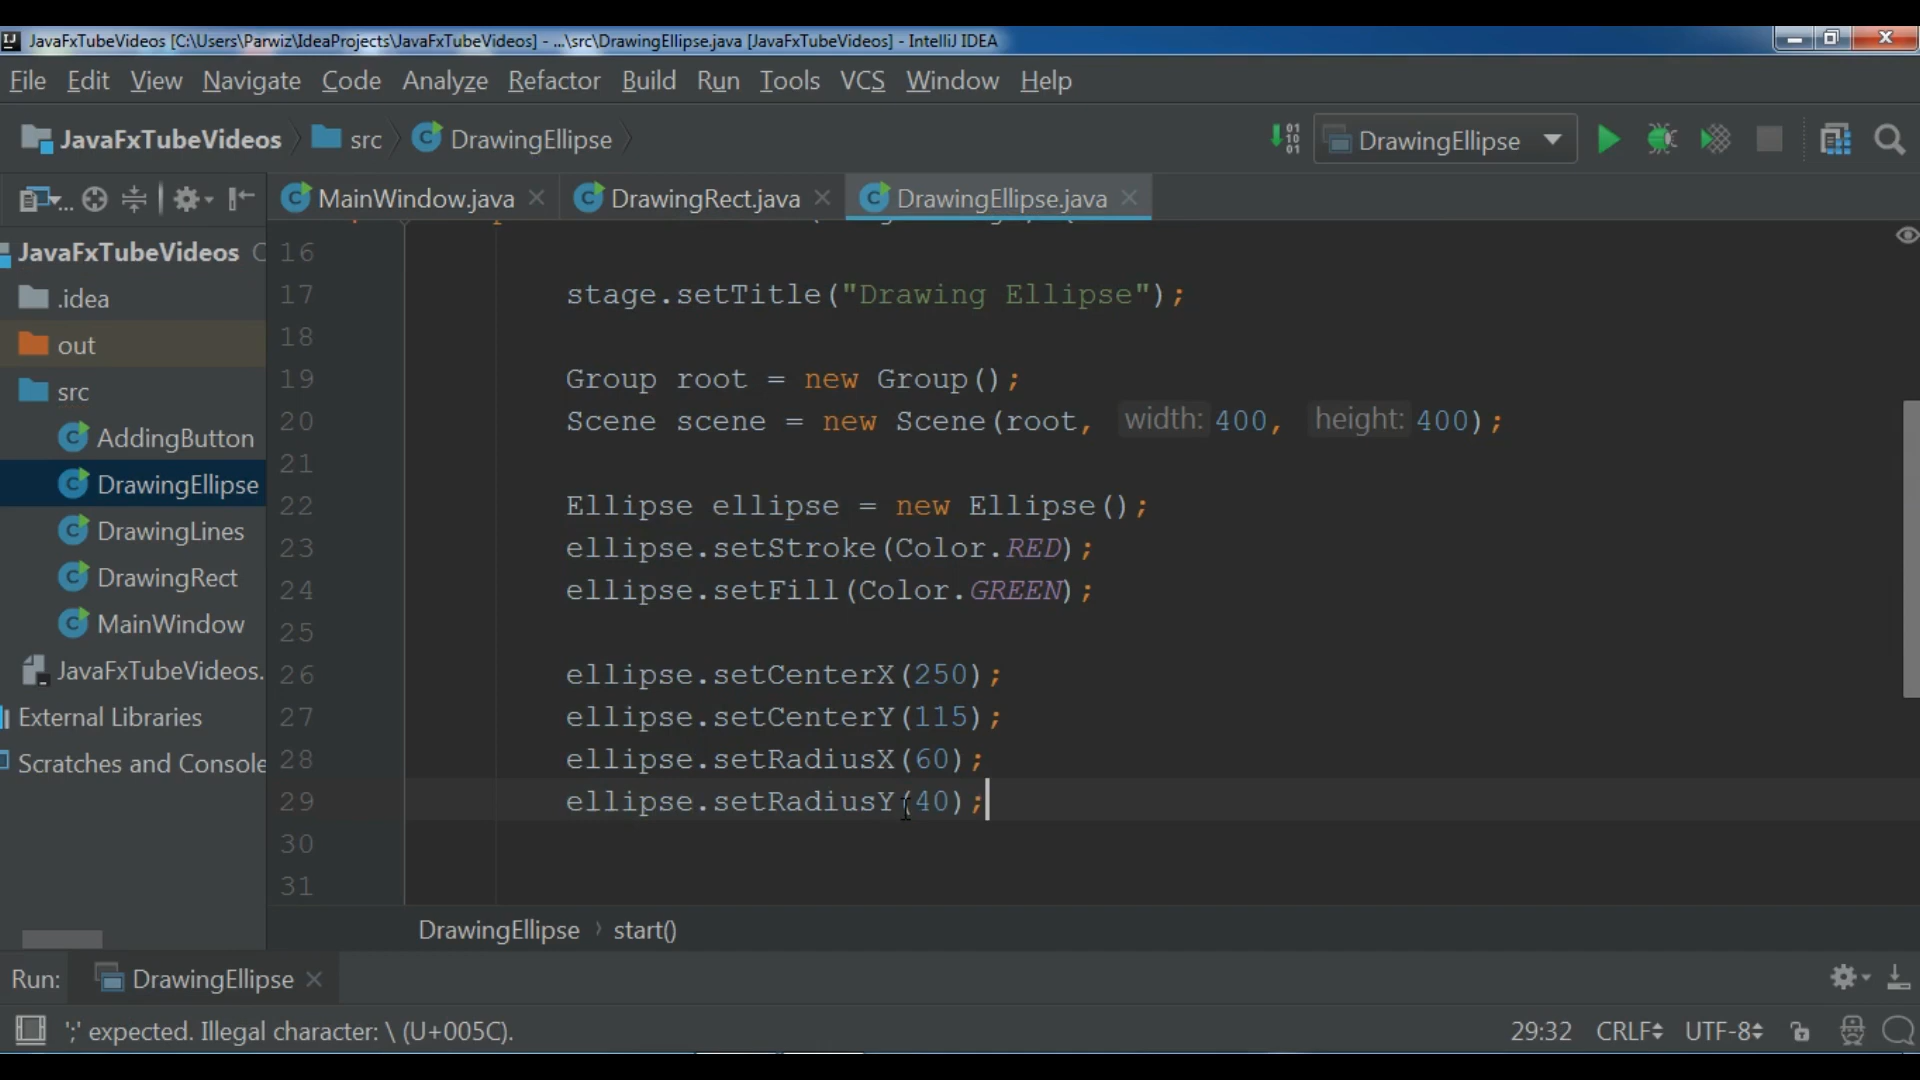 JavaFxTubeVideos [C:\Users\Parwiz\IdeaProjects\JavaFxTubeVideos] - ...\src\DrawingEllipse.java [JavaFxTubeVideos] - IntelliJ IDEA
File Edit View Navigate Code Analyze Refactor Build Run Tools VCS Window Help
JavaFxTubeVideos src DrawingEllipse
DrawingEllipse
MainWindow.java DrawingRect.java DrawingEllipse.java
JavaFxTubeVideos
.idea
out
src
AddingButton
DrawingEllipse
DrawingLines
DrawingRect
MainWindow
JavaFxTubeVideos.
External Libraries
Scratches and Console
16
17 stage.setTitle("Drawing Ellipse");
18
19 Group root = new Group();
20 Scene scene = new Scene(root, width: 400, height: 400);
21
22 Ellipse ellipse = new Ellipse();
23 ellipse.setStroke(Color.RED);
24 ellipse.setFill(Color.GREEN);
25
26 ellipse.setCenterX(250);
27 ellipse.setCenterY(115);
28 ellipse.setRadiusX(60);
29 ellipse.setRadiusY(40);
30
31
DrawingEllipse start()
Run: DrawingEllipse
';' expected. Illegal character: \ (U+005C).
29:32 CRLF UTF-8